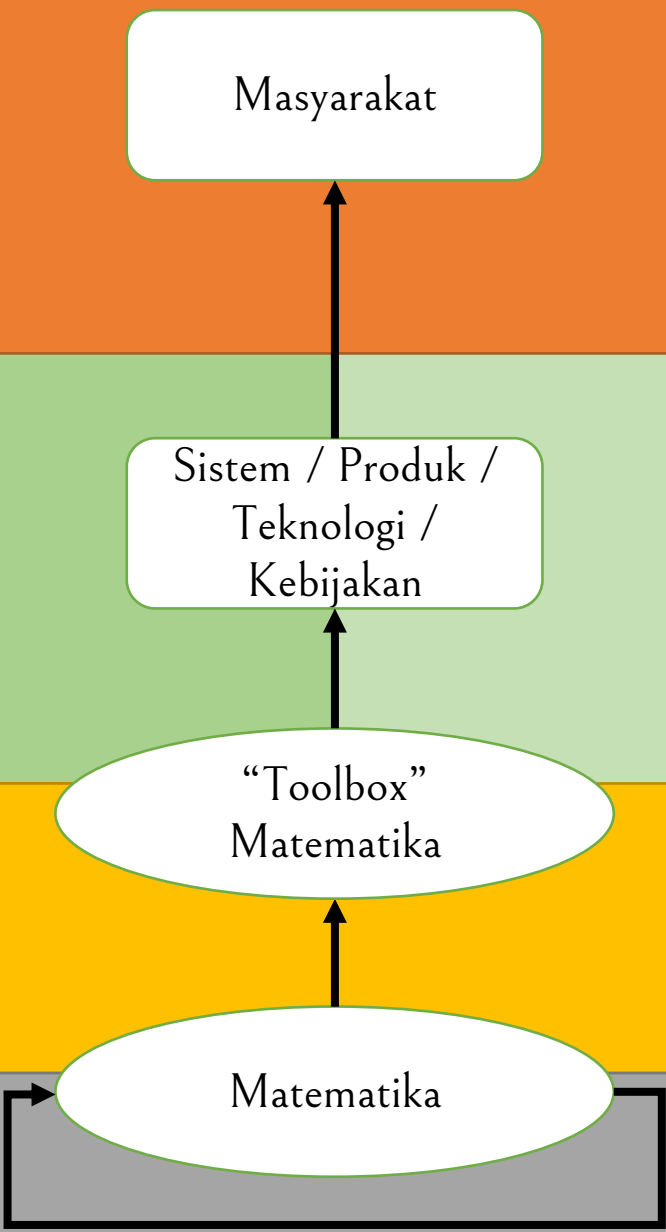 Masyarakat
Sistem / Produk /
Teknologi /
Kebijakan
“Toolbox”
Matematika
Matematika